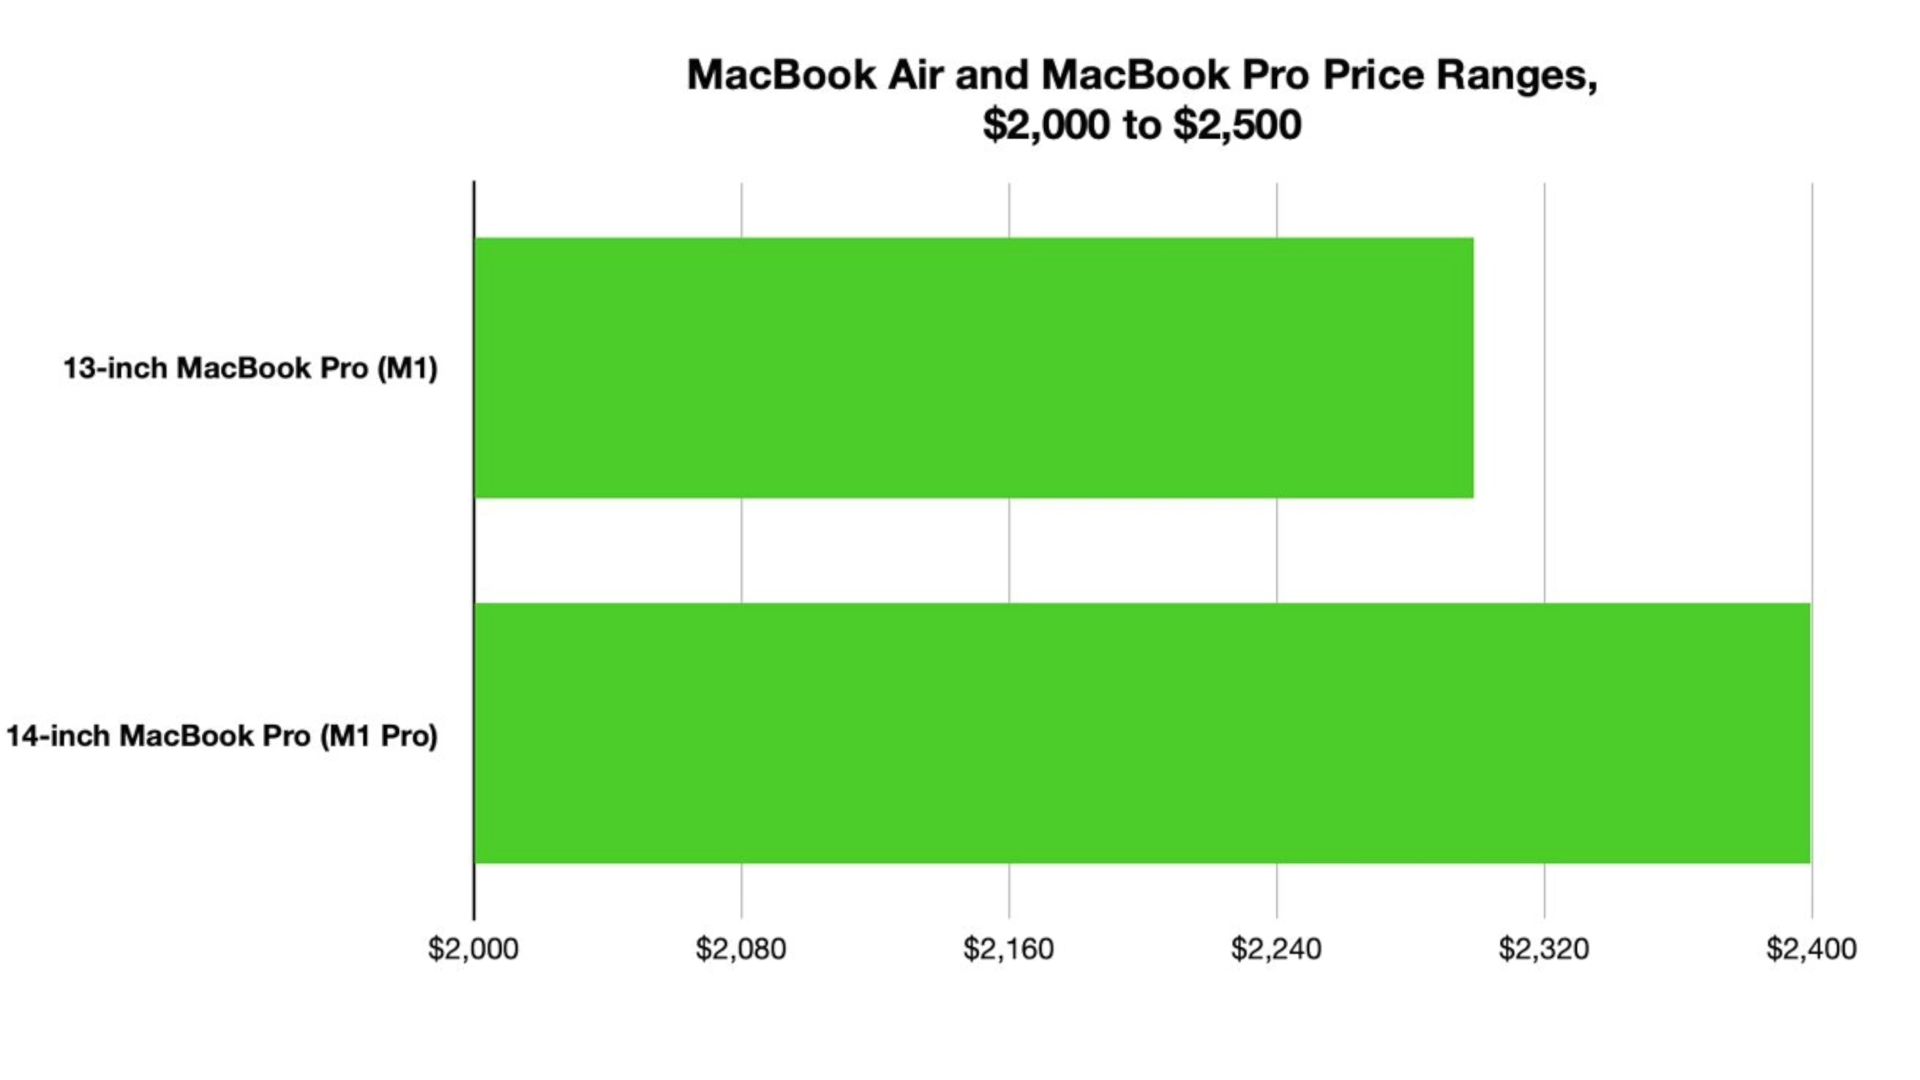 MacBook Air and MacBook Pro Price Ranges,
$2,000 to $2,500
13-inch MacBook Pro (M1)
14-inch MacBook Pro (M1 Pro)
$2,000 $2,080 $2,160 $2,240 $2,320 $2,400